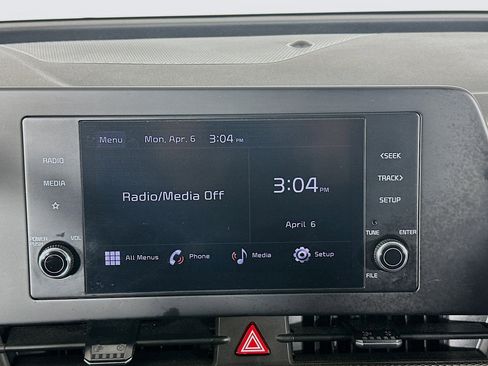 Menu Mon, Apr. 6 3:04 PM
RADIO
MEDIA
POWER PUSH VOL
Radio/Media Off
3:04 PM
April 6
All Menus Phone Media Setup
<SEEK
TRACK>
SETUP
TUNE ENTER
FILE